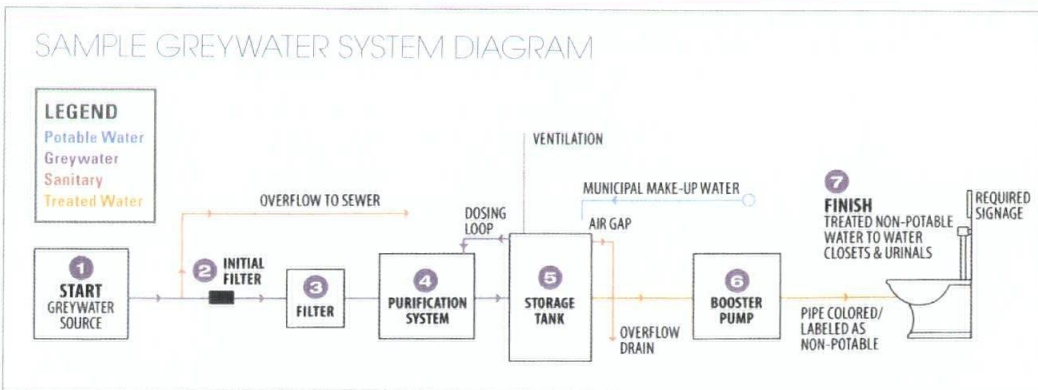 SAMPLE GREYWATER SYSTEM DIAGRAM
LEGEND
Potable Water
Greywater
Sanitary
Treated Water
VENTILATION
OVERFLOW TO SEWER
DOSING
LOOP
MUNICIPAL MAKE-UP WATER
AIR GAP
7
FINISH
TREATED NON-POTABLE
WATER TO WATER
CLOSETS & URINALS
REQUIRED
SIGNAGE
1
START
GREYWATER
SOURCE
2
INITIAL
FILTER
3
FILTER
4
PURIFICATION
SYSTEM
5
STORAGE
TANK
OVERFLOW
DRAIN
6
BOOSTER
PUMP
PIPE COLORED/
LABELED AS
NON-POTABLE